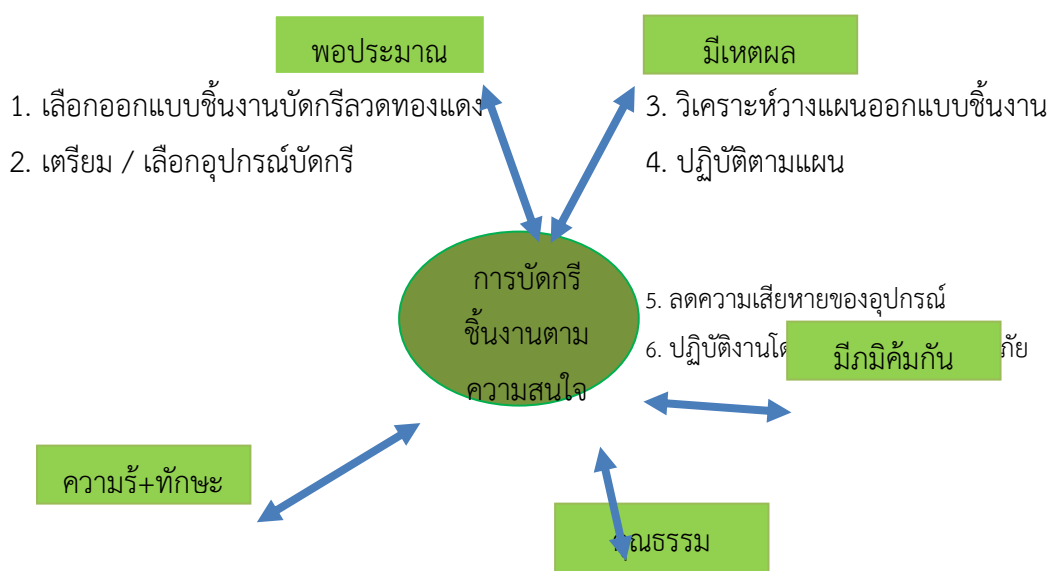 พอประมาณ
มีเหตผล
1. เลือกออกแบบชิ้นงานบัดกรีลวดทองแดง
2. เตรียม / เลือกอุปกรณ์บัดกรี
3. วิเคราะห์วางแผนออกแบบชิ้นงาน
4. ปฏิบัติตามแผน
การบัดกรี
ชิ้นงานตาม
ความสนใจ
5. ลดความเสียหายของอุปกรณ์
6. ปฏิบัติงานโด ภัย
มีภมิค้มกัน
ความร้+ทักษะ
ณธรรม